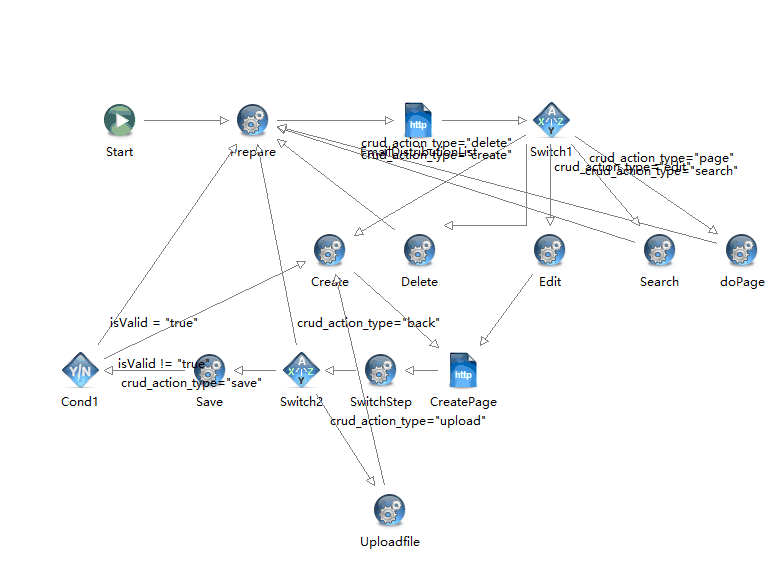 http
Start
Prepare
crud_action_type="delete"
EmailDistributionList
crud_action_type="create"
A
X Z
Y
Switch1
crud_action_type="page"
crud_action_type="edit"
crud_action_type="search"
Create
Delete
Edit
Search
doPage
isValid = "true"
crud_action_type="back"
isValid != "true"
Y/N
A
X Z
Y
http
crud_action_type="save"
Cond1
Save
Switch2
SwitchStep
CreatePage
crud_action_type="upload"
Uploadfile